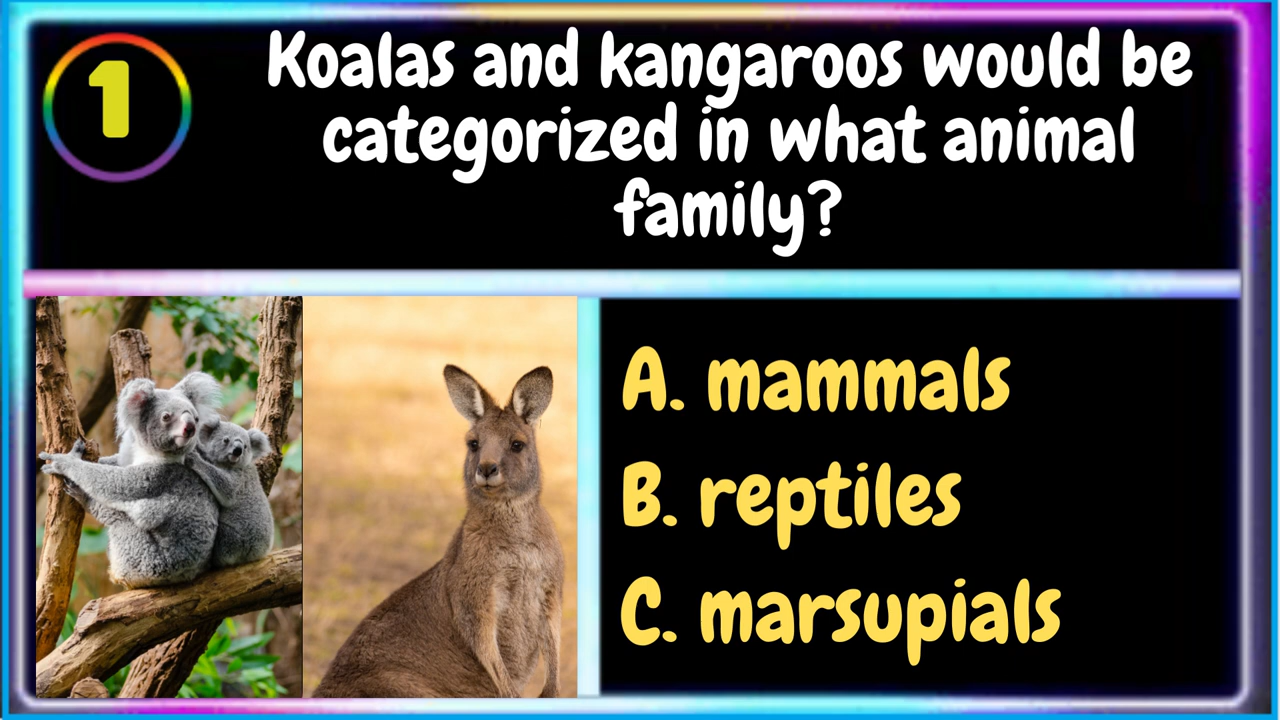 1
Koalas and kangaroos would be
categorized in what animal
family?
A. mammals
B. reptiles
C. marsupials